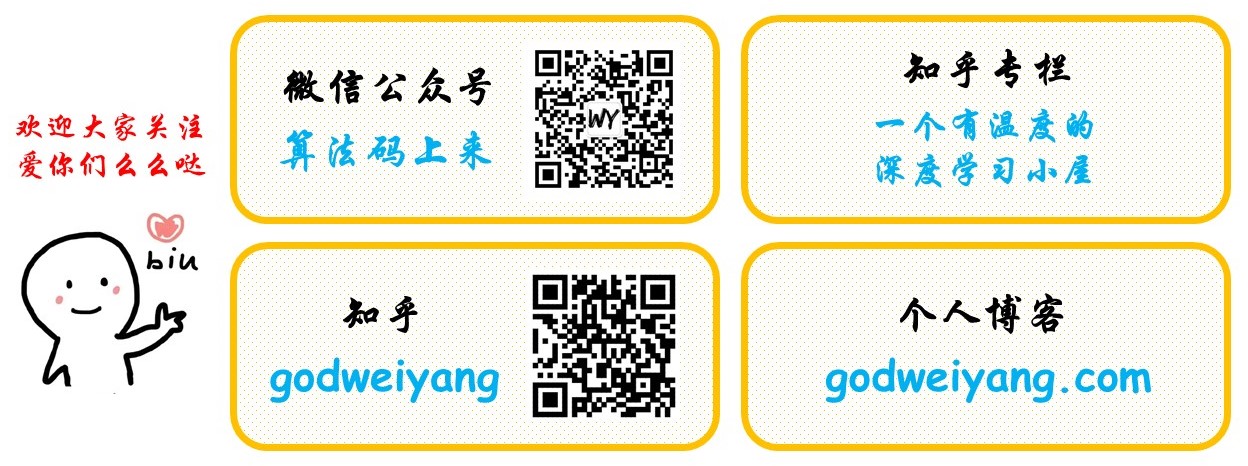 欢迎大家关注
爱你们么么哒
biu
微信公众号
算法码上来
WY
知乎专栏
一个有温度的
深度学习小屋
知乎
godweiyang
个人博客
godweiyang.com